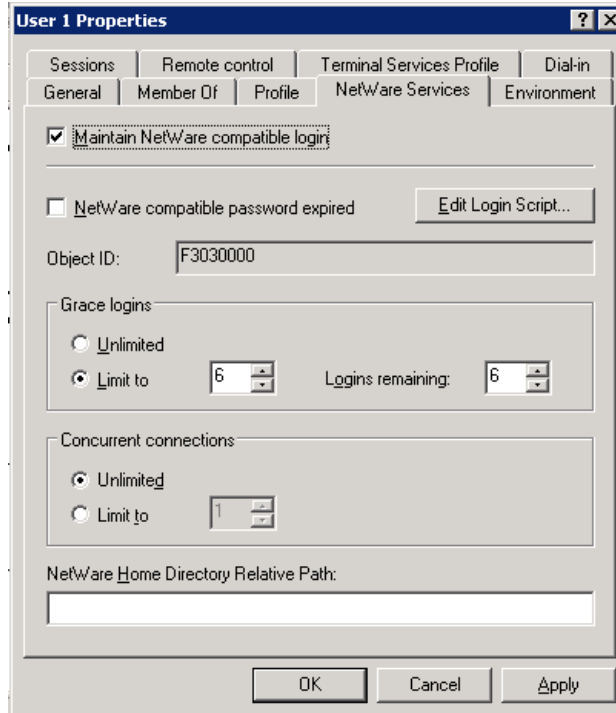 User 1 Properties
Sessions Remote control Terminal Services Profile Dial-in
General Member Of Profile NetWare Services Environment
Maintain NetWare compatible login
NetWare compatible password expired Edit Login Script...
Object ID: F3030000
Grace logins
Unlimited
Limit to 6 Logins remaining: 6
Concurrent connections
Unlimited
Limit to 1
NetWare Home Directory Relative Path:
OK Cancel Apply